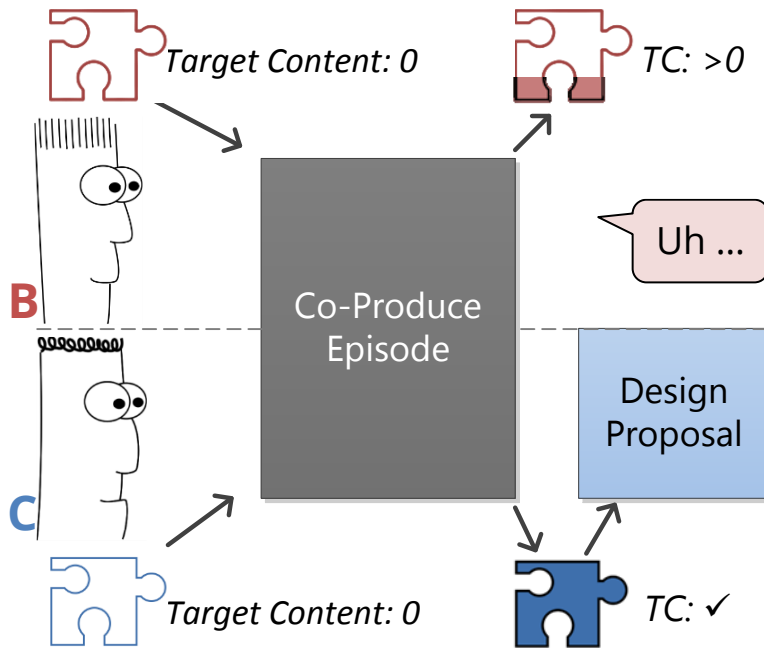 Target Content: 0
TC: >0
Uh ...
B
Co-Produce
Episode
Design
Proposal
C
Target Content: 0
TC: ✓